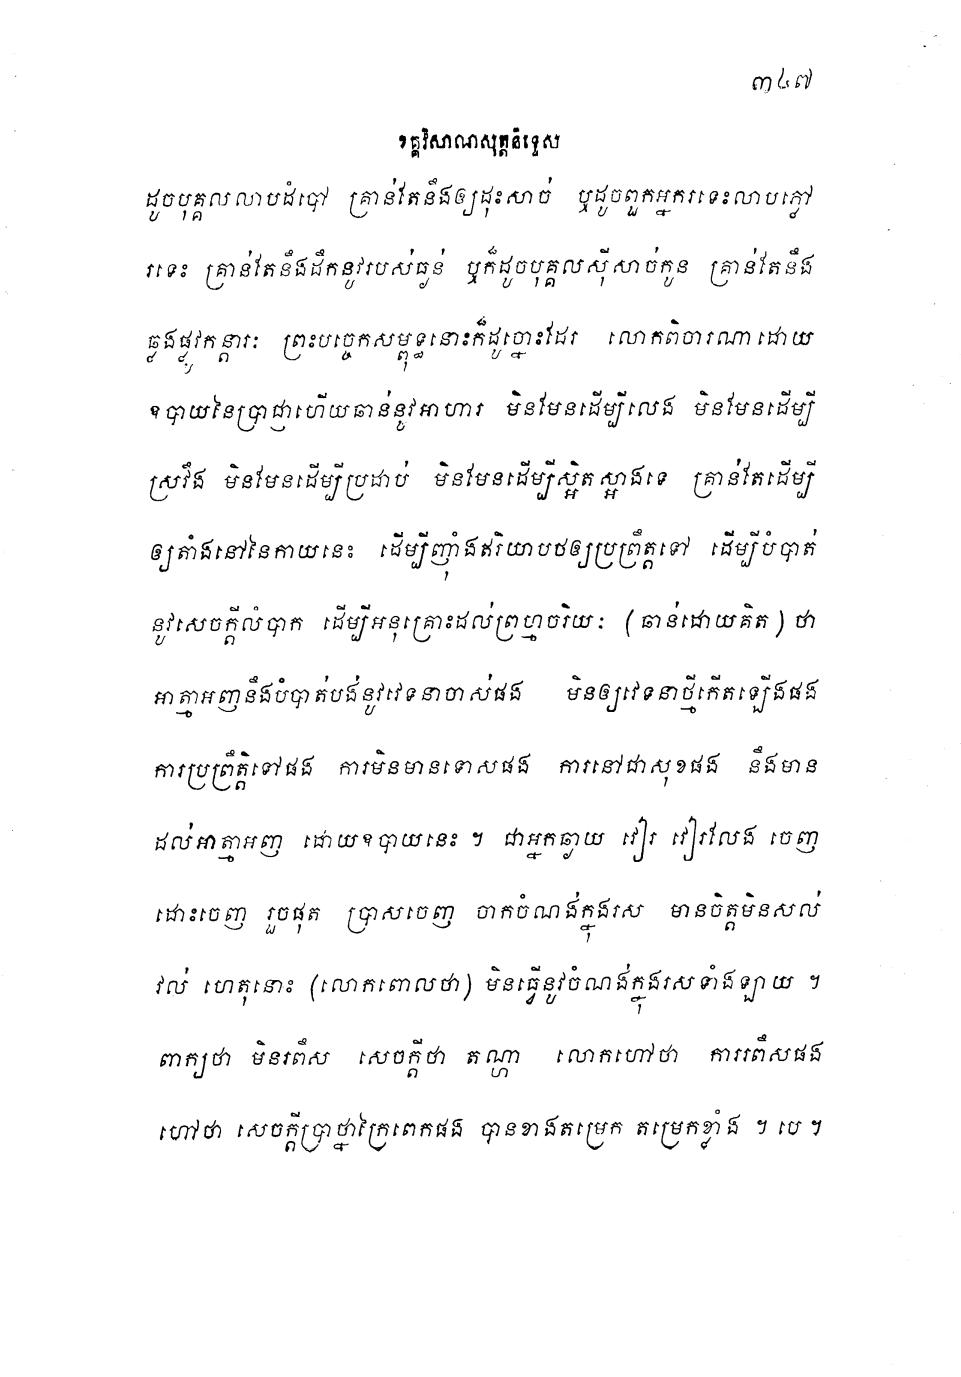 ៣៤៧
ខគ្គវិសាណសុត្តនិទ្ទេស
ដូចបុគ្គលលាបដំបៅ គ្រាន់តែនឹងឲ្យដុះសាច់ ឬដូចពួកអ្នករទេះលាបភ្លៅ
រទេះ គ្រាន់តែនឹងដឹកនូវរបស់ធ្ងន់ ឬក៏ដូចបុគ្គលស៊ីសាច់កូន គ្រាន់តែនឹង
ឆ្លងផ្លូវកន្តារៈ ព្រះបច្ចេកសម្ពុទ្ធនោះក៏ដូច្នោះដែរ លោកពិចារណាដោយ
ឧបាយនៃប្រាជ្ញាហើយឆាន់នូវអាហារ មិនមែនដើម្បីលេង មិនមែនដើម្បី
ស្រវឹង មិនមែនដើម្បីប្រដាប់ មិនមែនដើម្បីស្អិតស្អាងទេ គ្រាន់តែដើម្បី
ឲ្យតាំងនៅនៃកាយនេះ ដើម្បីញ៉ាំងឥរិយាបថឲ្យប្រព្រឹត្តទៅ ដើម្បីបំបាត់
នូវសេចក្តីលំបាក ដើម្បីអនុគ្រោះដល់ព្រហ្មចរិយៈ (ឆាន់ដោយគិត) ថា
អាត្មាអញនឹងបំបាត់បង់នូវវេទនាចាស់ផង មិនឲ្យវេទនាថ្មីកើតឡើងផង
ការប្រព្រឹត្តិទៅផង ការមិនមានទោសផង ការនៅជាសុខផង នឹងមាន
ដល់អាត្មាអញ ដោយឧបាយនេះ ។ ជាអ្នកឆ្ងាយ វៀរ វៀរលែង ចេញ
ដោះចេញ រួចផុត ប្រាសចេញ ចាកចំណង់ក្នុងរស មានចិត្តមិនសល់
វល់ ហេតុនោះ (លោកពោលថា) មិនធ្វើនូវចំណង់ក្នុងរសទាំងឡាយ ។
ពាក្យថា មិនរពឹស សេចក្តីថា តណ្ហា លោកហៅថា ការរពឹសផង
ហៅថា សេចក្តីប្រាថ្នាក្រៃពេកផង បានខាងតម្រេក តម្រេកខ្លាំង ។ បេ ។